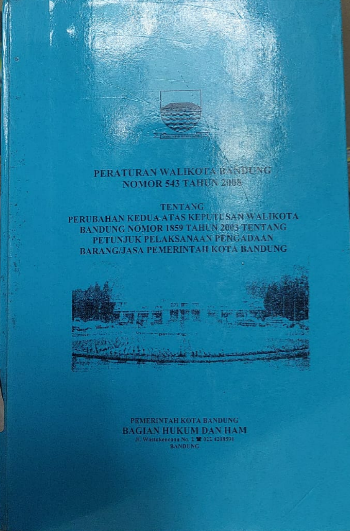 PERATURAN WALIKOTA BANDUNG
NOMOR 543 TAHUN 2008
TENTANG
PERUBAHAN KEDUA ATAS KEPUTUSAN WALIKOTA
BANDUNG NOMOR 1859 TAHUN 2003 TENTANG
PETUNJUK PELAKSANAAN PENGADAAN
BARANG/JASA PEMERINTAH KOTA BANDUNG
PEMERINTAH KOTA BANDUNG
BAGIAN HUKUM DAN HAM
BANDUNG